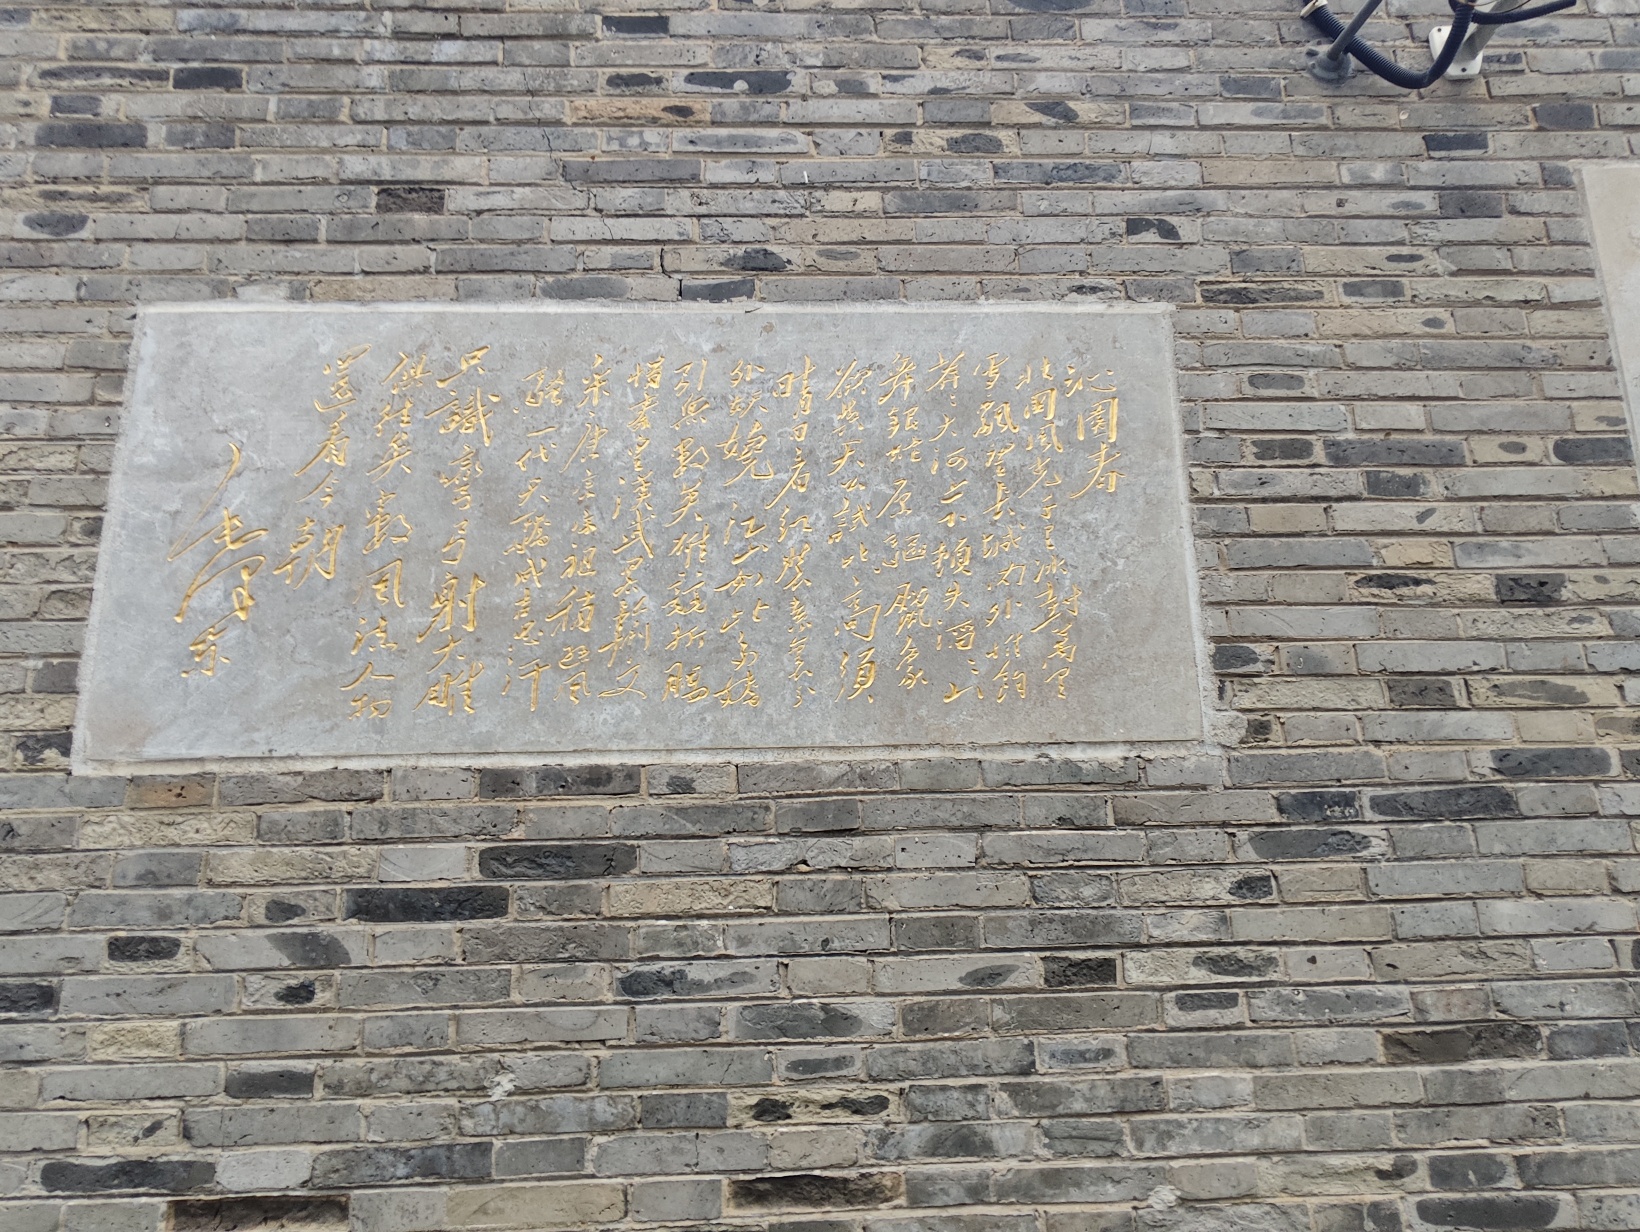 沁園春
北國風光千里冰封萬里
雪飄望長城內外惟餘
莽々大河上下頓失滔々山
舞銀蛇原驅臘象
欲與天公試比高須
晴日看紅裝素裹分
外妖嬈江山如此多嬌
引無數英雄競折腰
惜秦皇漢武略輸文
采唐宗宋祖稍遜風
騷一代天驕成吉思汗
只識彎弓射大雕
俱往矣數風流人物
還看今朝
毛澤東